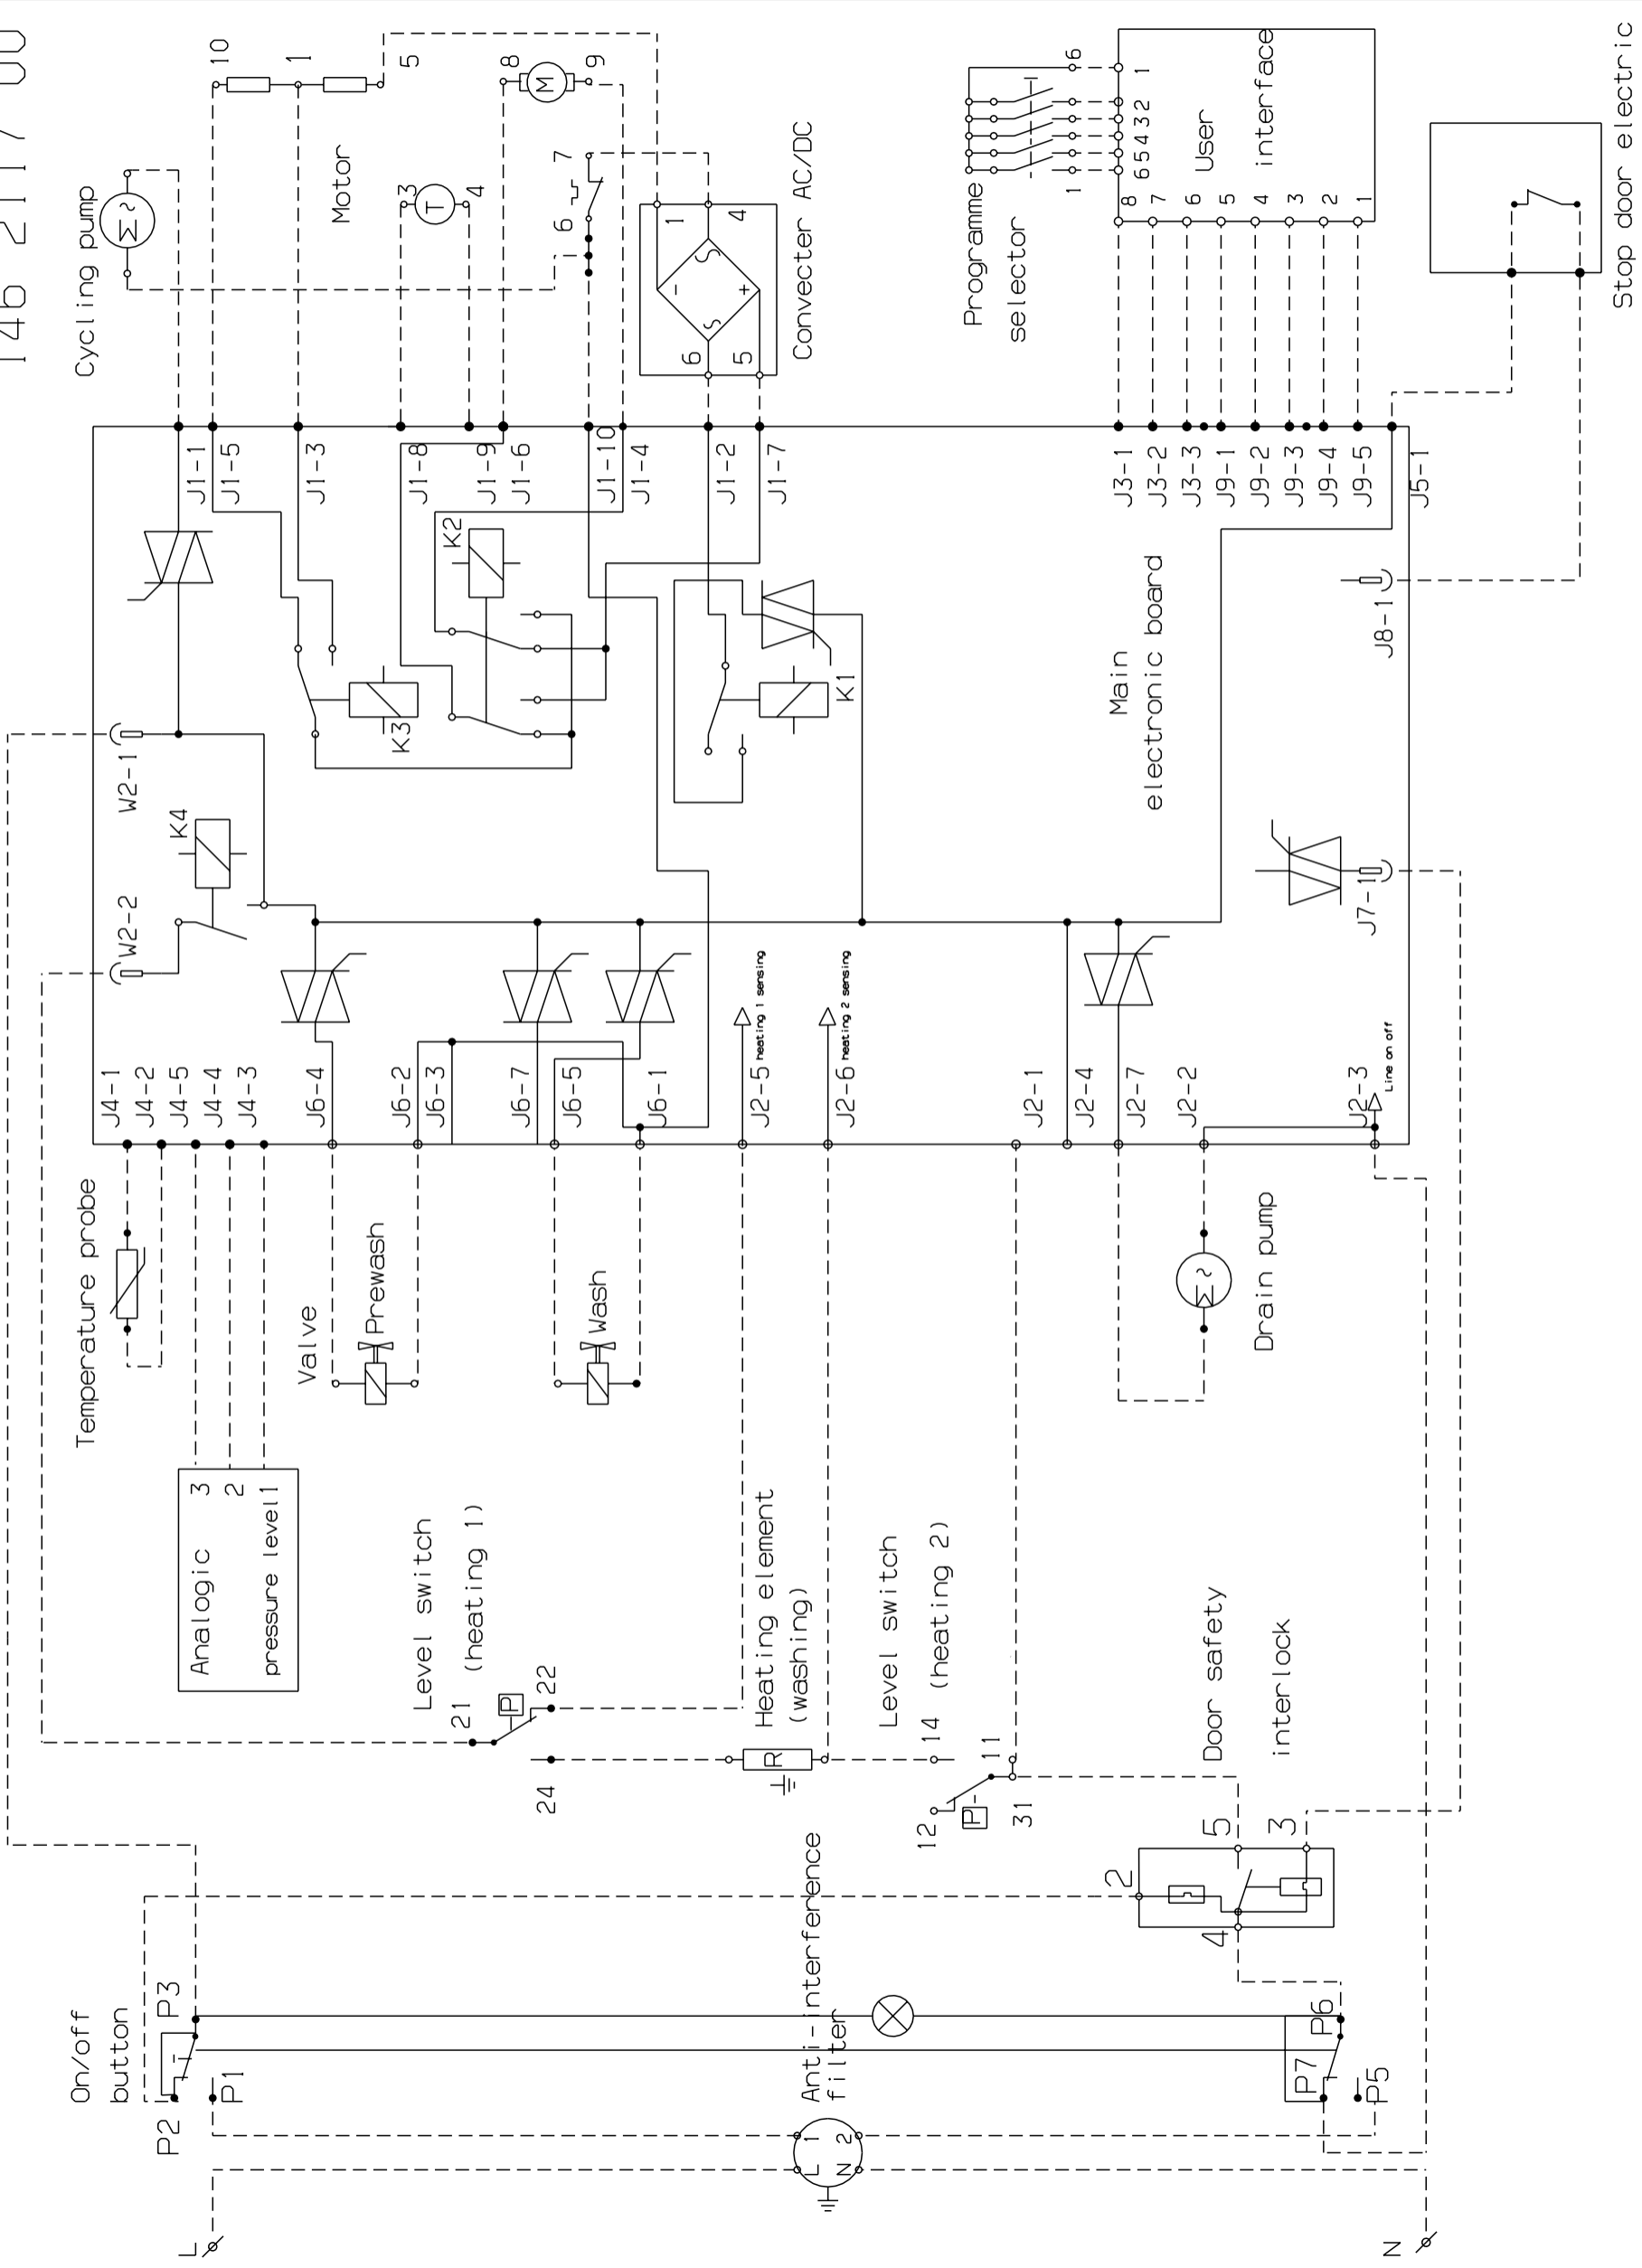 Cycling pump
10
1
5
Motor
3
T
4
8
M
9
7
6
1
4
6
5
Convecter AC/DC
Programme
selector
6
1
1
2
3
4
5
6
User
interface
8
7
6
5
4
3
2
1
Stop door electric
J1-1
J1-5
J1-3
J1-8
J1-9
J1-6
J1-10
J1-4
J1-2
J1-7
J3-1
J3-2
J3-3
J9-1
J9-2
J9-3
J9-4
J9-5
J5-1
K2
K3
K1
K4
Main
electronic board
J8-1
J7-1
W2-1
W2-2
J4-1
J4-2
J4-5
J4-4
J4-3
J6-4
J6-2
J6-3
J6-7
J6-5
J6-1
J2-5
heating 1 sensing
J2-6
heating 2 sensing
J2-1
J2-4
J2-7
J2-2
J2-3
Line on off
Temperature probe
Valve
Prewash
Wash
Drain pump
Analogic
pressure level
3
2
1
Level switch
(heating 1)
21
P
22
24
Heating element
(washing)
R
Level switch
(heating 2)
14
11
12
P
31
Door safety
interlock
2
5
3
4
On/off
button
P3
P2
P1
Anti-interference
filter
P6
P7
P5
L 1
N 2
L
N